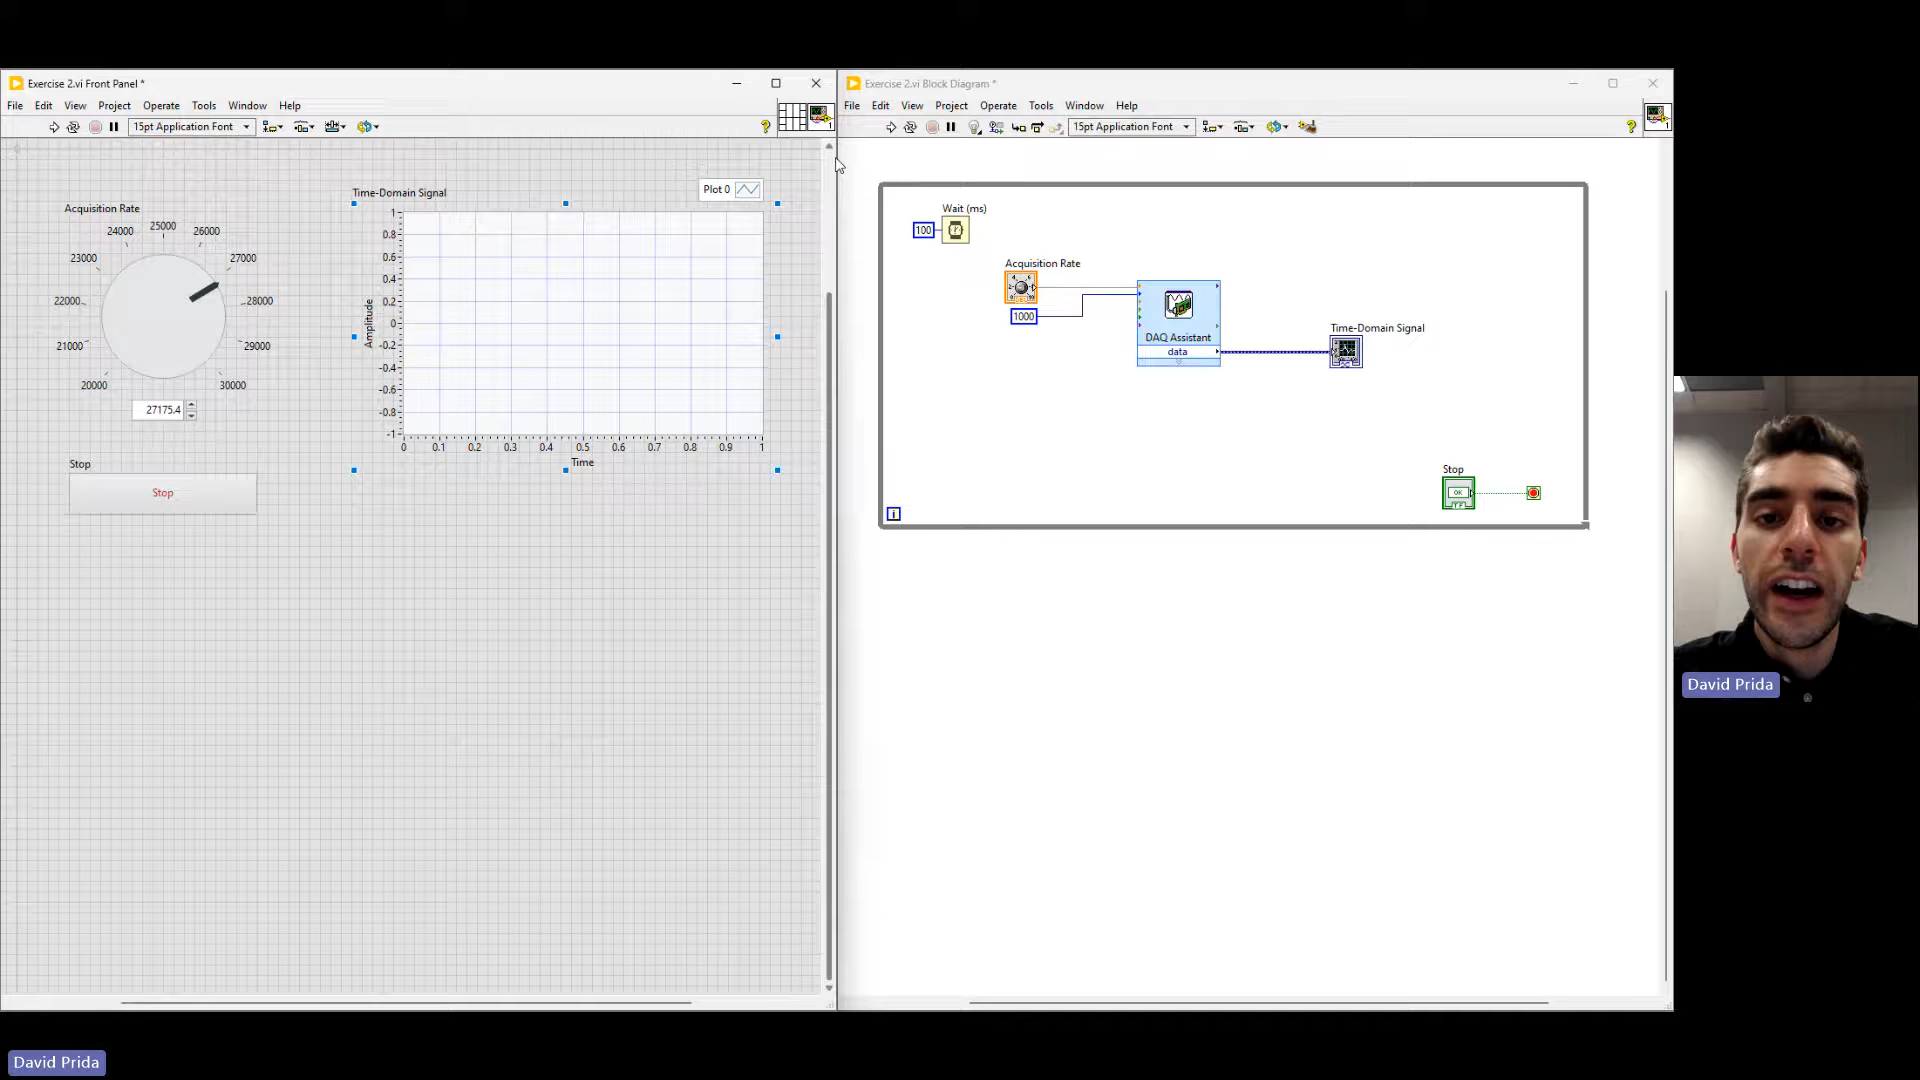 Exercise 2.vi Front Panel *
File Edit View Project Operate Tools Window Help
15pt Application Font
Acquisition Rate
20000
21000
22000
23000
24000
25000
26000
27000
28000
29000
30000
27175.4
Stop
Stop
Time-Domain Signal
Plot 0
Amplitude
1
0.8
0.6
0.4
0.2
0
-0.2
-0.4
-0.6
-0.8
-1
0 0.1 0.2 0.3 0.4 0.5 0.6 0.7 0.8 0.9 1
Time
Exercise 2.vi Block Diagram *
File Edit View Project Operate Tools Window Help
15pt Application Font
Wait (ms)
100
Acquisition Rate
1000
DAQ Assistant
data
Time-Domain Signal
Stop
OK
TF
i
David Prida
David Prida